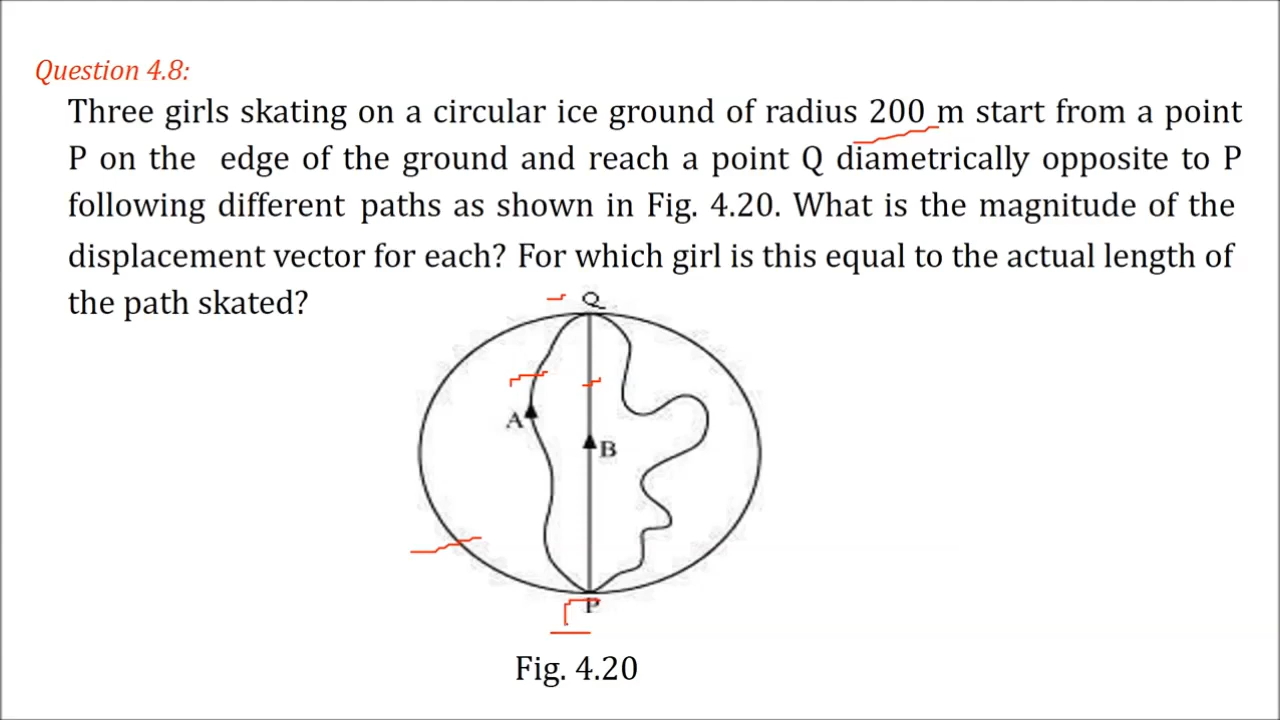 Question 4.8:
Three girls skating on a circular ice ground of radius 200 m start from a point
P on the edge of the ground and reach a point Q diametrically opposite to P
following different paths as shown in Fig. 4.20. What is the magnitude of the
displacement vector for each? For which girl is this equal to the actual length of
the path skated?
Q
A
B
P
Fig. 4.20